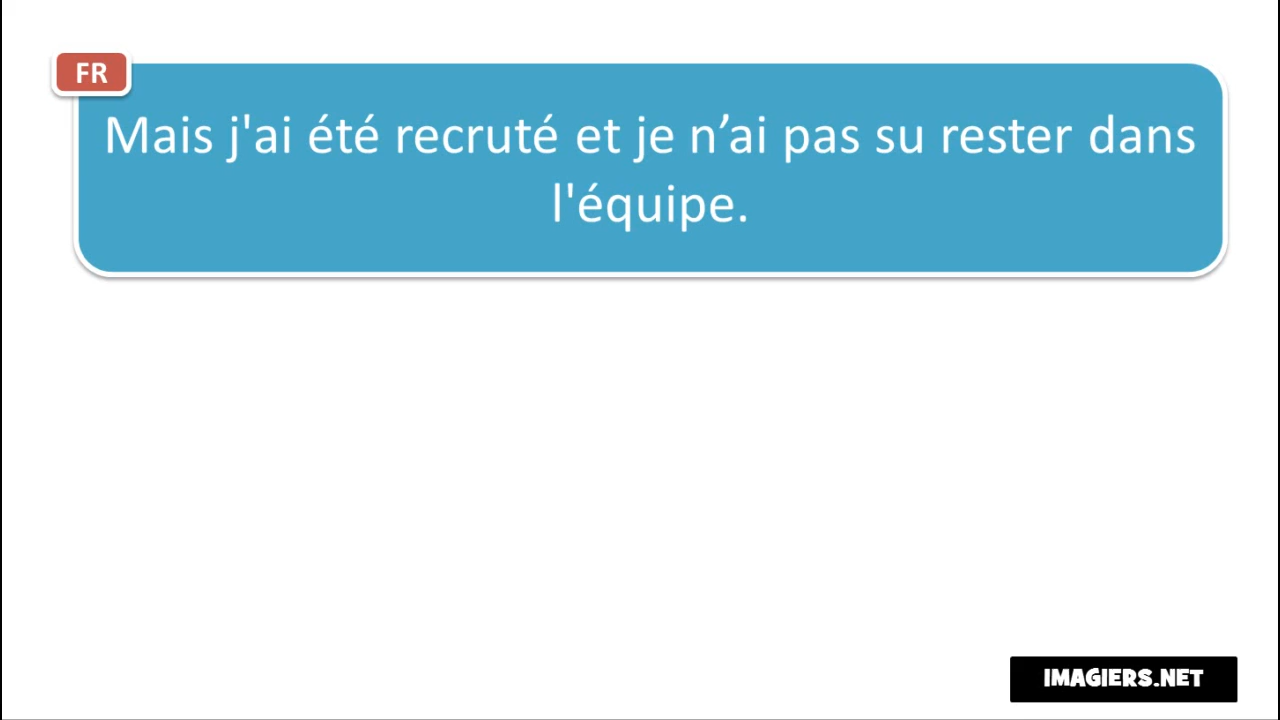 FR
Mais j'ai été recruté et je n’ai pas su rester dans
l'équipe.
IMAGIERS.NET